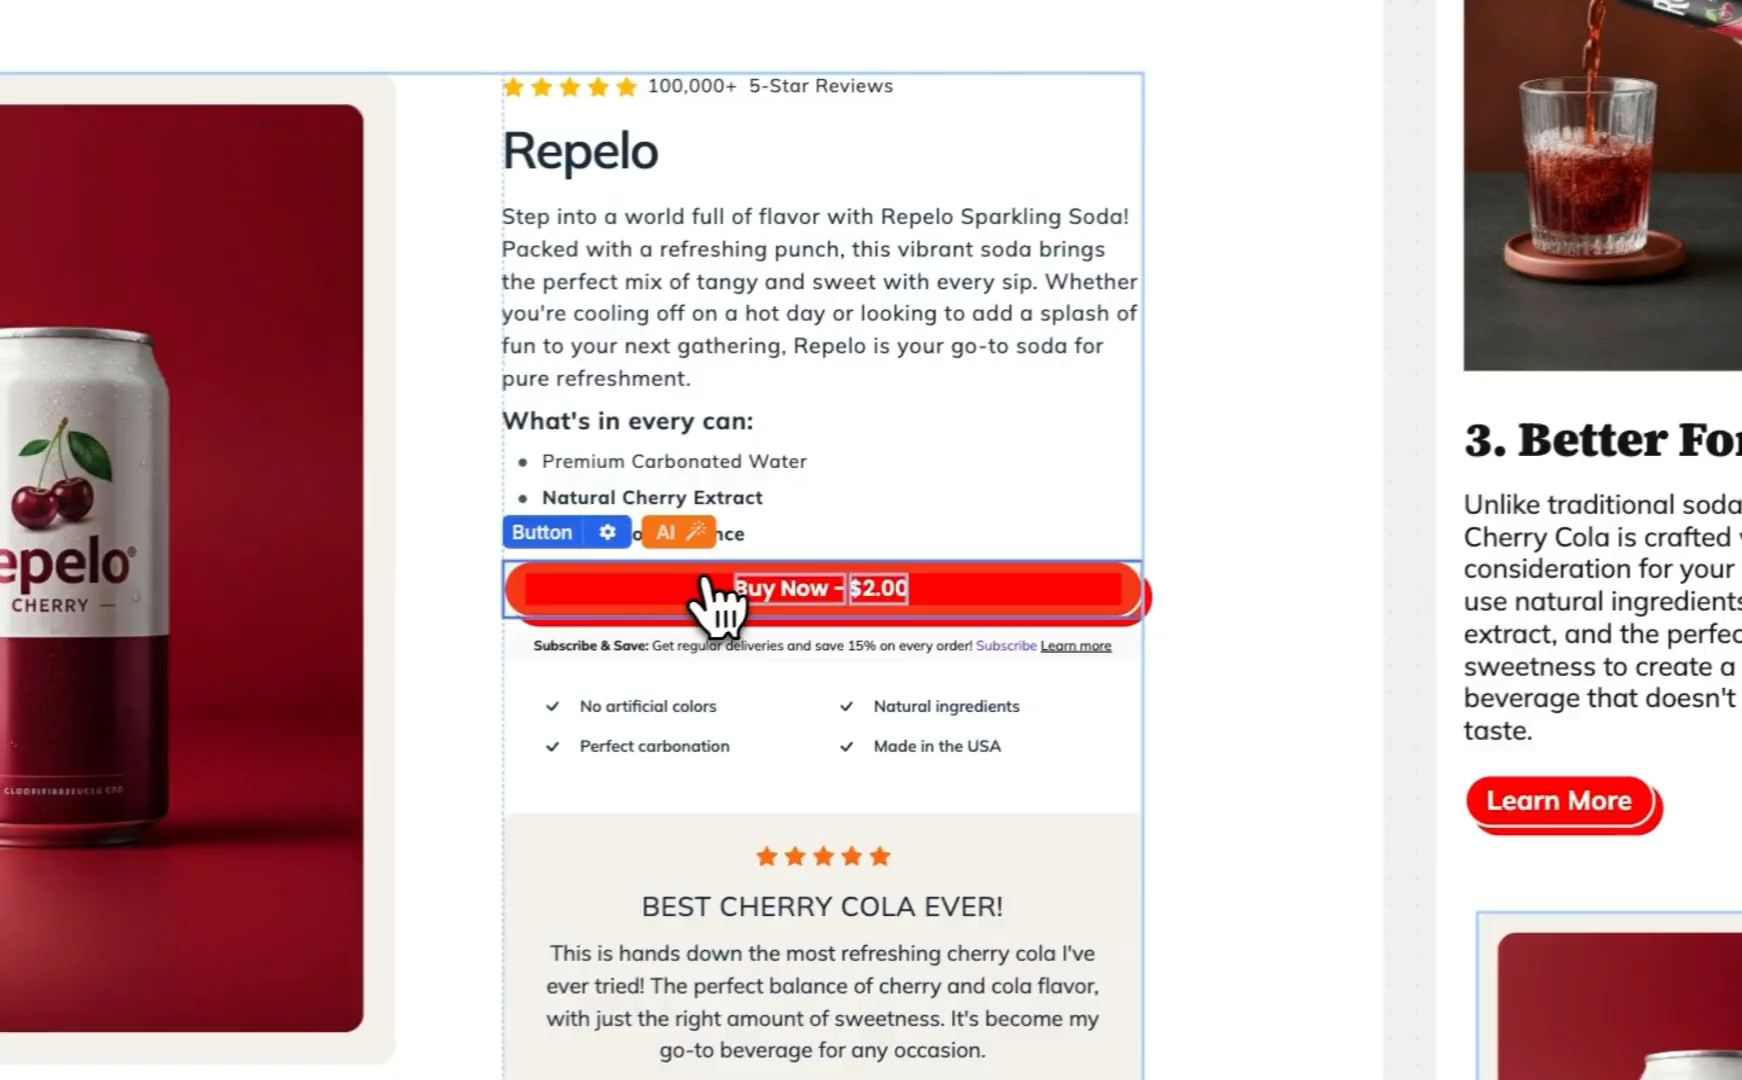 100,000+ 5-Star Reviews
Repelo
Step into a world full of flavor with Repelo Sparkling Soda!
Packed with a refreshing punch, this vibrant soda brings
the perfect mix of tangy and sweet with every sip. Whether
you're cooling off on a hot day or looking to add a splash of
fun to your next gathering, Repelo is your go-to soda for
pure refreshment.
What's in every can:
Premium Carbonated Water
Natural Cherry Extract
Button
AI
Buy Now - $2.00
Subscribe & Save: Get regular deliveries and save 15% on every order! Subscribe Learn more
No artificial colors
Natural ingredients
Perfect carbonation
Made in the USA
BEST CHERRY COLA EVER!
This is hands down the most refreshing cherry cola I've
ever tried! The perfect balance of cherry and cola flavor,
with just the right amount of sweetness. It's become my
go-to beverage for any occasion.
epelo®
CHERRY —
3. Better For
Unlike traditional soda
Cherry Cola is crafted
consideration for your
use natural ingredients
extract, and the perfec
sweetness to create a
beverage that doesn't
taste.
Learn More